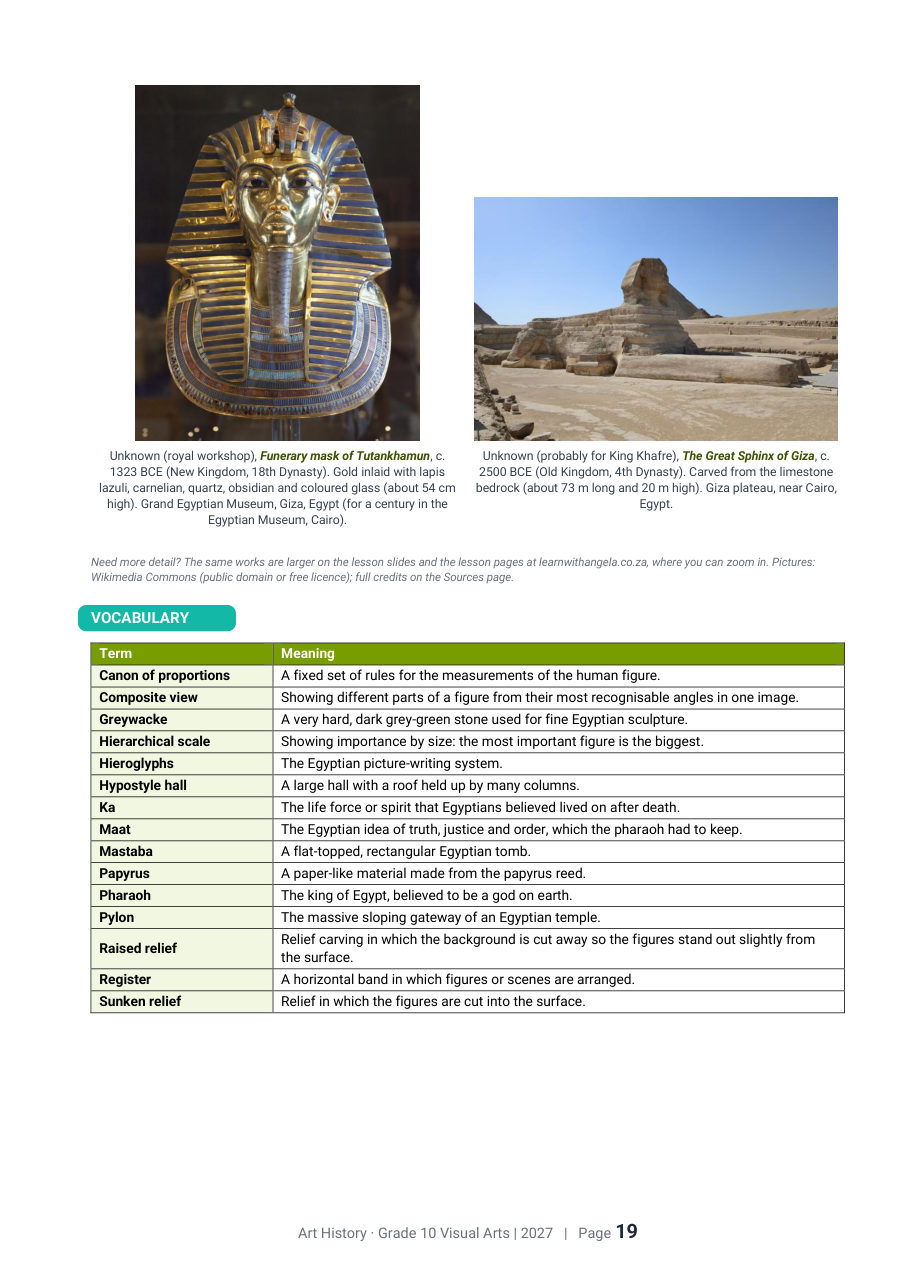 Unknown (royal workshop), Funerary mask of Tutankhamun, c.
1323 BCE (New Kingdom, 18th Dynasty). Gold inlaid with lapis
lazuli, carnelian, quartz, obsidian and coloured glass (about 54 cm
high). Grand Egyptian Museum, Giza, Egypt (for a century in the
Egyptian Museum, Cairo).
Unknown (probably for King Khafre), The Great Sphinx of Giza, c.
2500 BCE (Old Kingdom, 4th Dynasty). Carved from the limestone
bedrock (about 73 m long and 20 m high). Giza plateau, near Cairo,
Egypt.
Need more detail? The same works are larger on the lesson slides and the lesson pages at learnwithangela.co.za, where you can zoom in. Pictures:
Wikimedia Commons (public domain or free licence); full credits on the Sources page.
VOCABULARY
Term Meaning
Canon of proportions A fixed set of rules for the measurements of the human figure.
Composite view Showing different parts of a figure from their most recognisable angles in one image.
Greywacke A very hard, dark grey-green stone used for fine Egyptian sculpture.
Hierarchical scale Showing importance by size: the most important figure is the biggest.
Hieroglyphs The Egyptian picture-writing system.
Hypostyle hall A large hall with a roof held up by many columns.
Ka The life force or spirit that Egyptians believed lived on after death.
Maat The Egyptian idea of truth, justice and order, which the pharaoh had to keep.
Mastaba A flat-topped, rectangular Egyptian tomb.
Papyrus A paper-like material made from the papyrus reed.
Pharaoh The king of Egypt, believed to be a god on earth.
Pylon The massive sloping gateway of an Egyptian temple.
Raised relief Relief carving in which the background is cut away so the figures stand out slightly from
the surface.
Register A horizontal band in which figures or scenes are arranged.
Sunken relief Relief in which the figures are cut into the surface.
Art History · Grade 10 Visual Arts | 2027 | Page 19